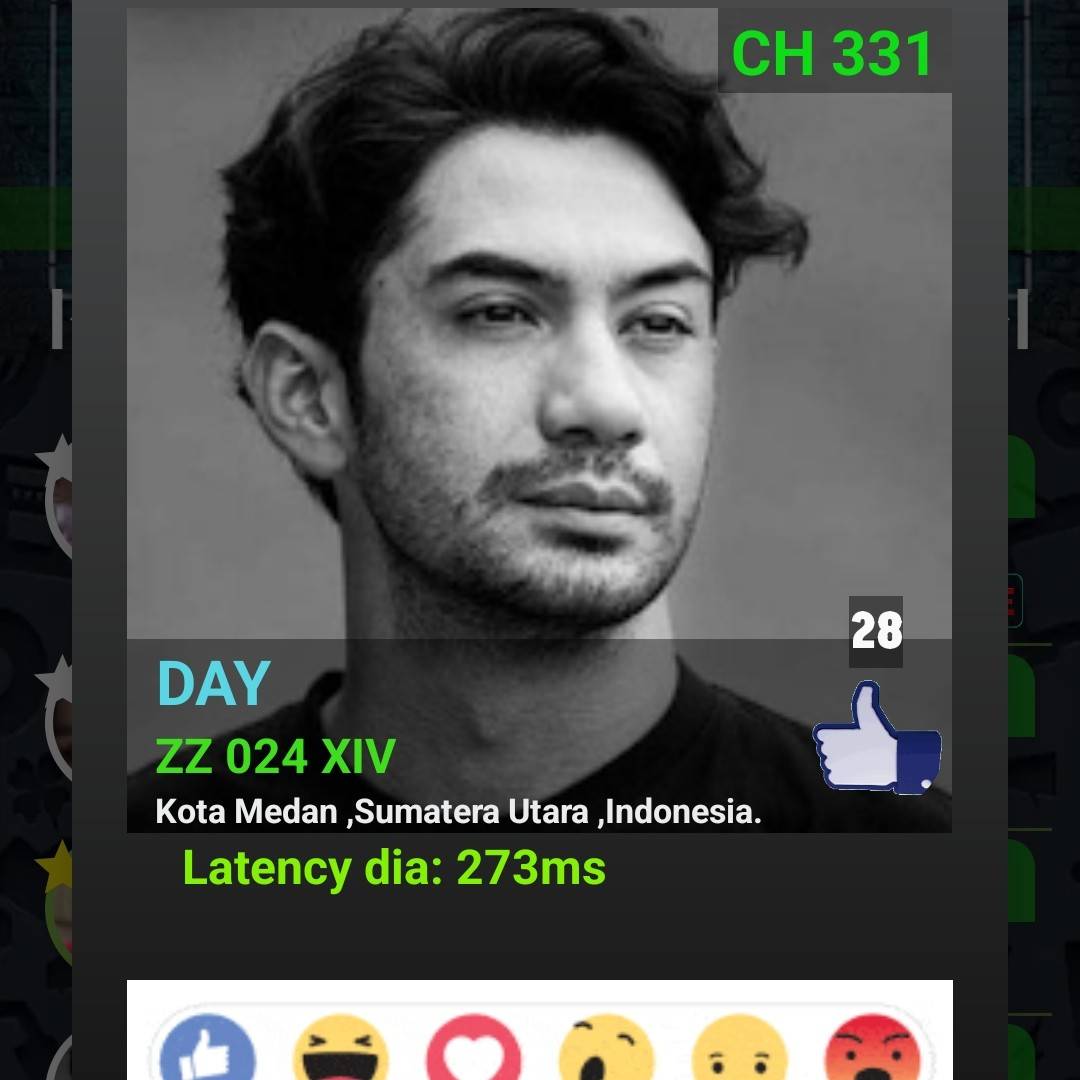 CH 331
28
DAY
ZZ 024 XIV
Kota Medan ,Sumatera Utara ,Indonesia.
Latency dia: 273ms